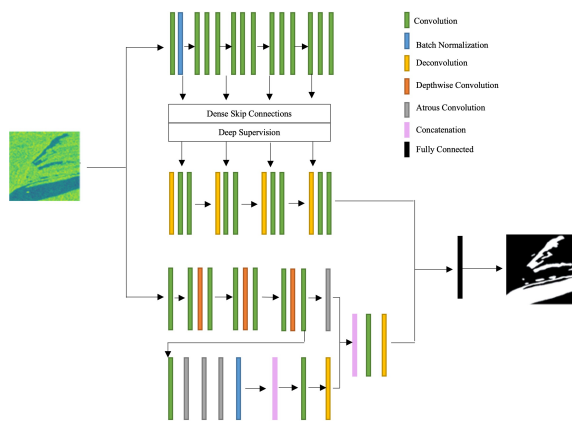 Convolution
Batch Normalization
Deconvolution
Depthwise Convolution
Atrous Convolution
Concatenation
Fully Connected
Dense Skip Connections
Deep Supervision